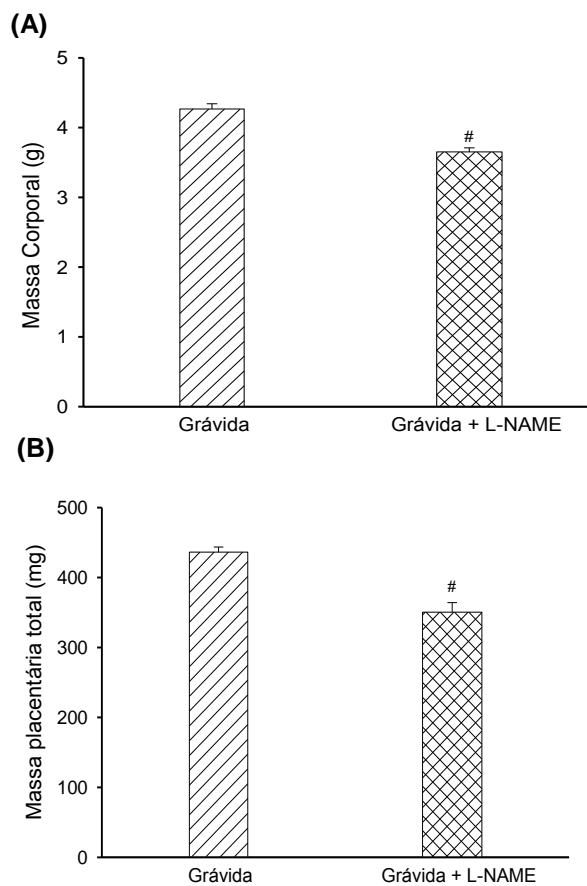 (A)
Massa Corporal (g)
5
4
3
2
1
0
#
Grávida
Grávida + L-NAME
(B)
Massa placentária total (mg)
500
400
300
200
100
0
#
Grávida
Grávida + L-NAME